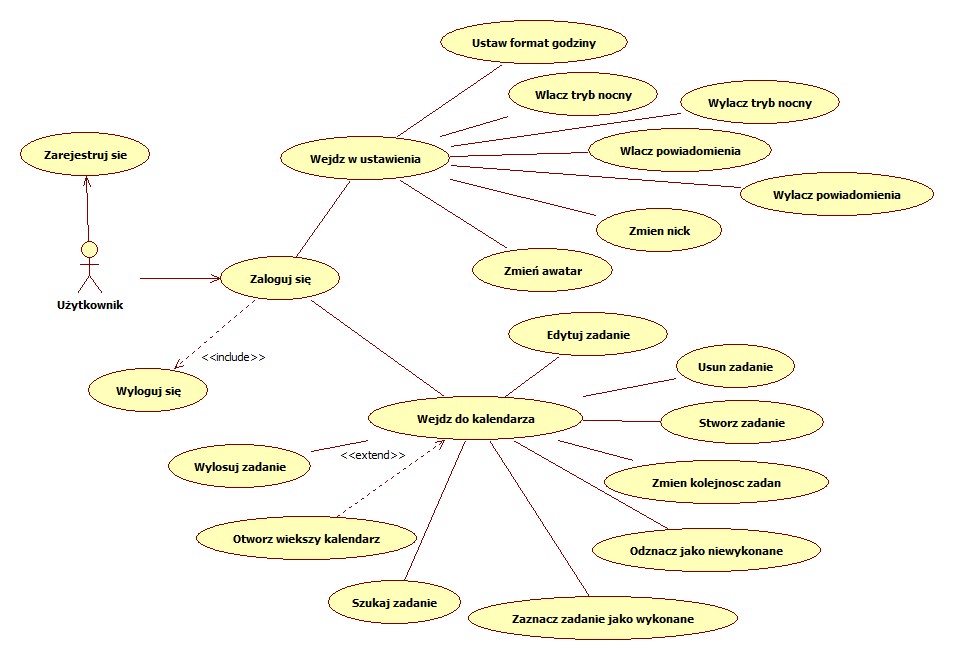 Ustaw format godziny
Wlacz tryb nocny
Wylacz tryb nocny
Zarejestruj sie
Wejdz w ustawienia
Wlacz powiadomienia
Wylacz powiadomienia
Zmien nick
Zmień awatar
Zaloguj się
Użytkownik
Edytuj zadanie
<<include>>
Usun zadanie
Wyloguj się
Wejdz do kalendarza
Stworz zadanie
<<extend>>
Wylosuj zadanie
Zmien kolejnosc zadan
Otworz wiekszy kalendarz
Odznacz jako niewykonane
Szukaj zadanie
Zaznacz zadanie jako wykonane